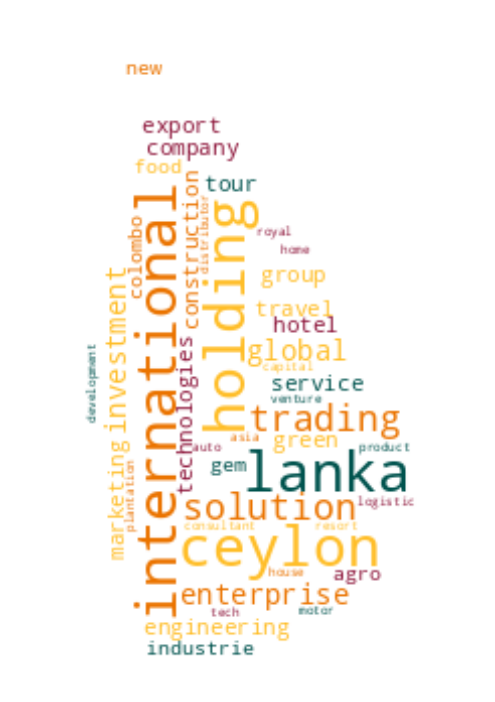 new
export
company
food
tour
international
construction
distributor
holding
colombo
royal
home
group
investment
travel
hotel
technologies
global
capital
development
service
venture
trading
asia
green
auto
product
marketing
plantation
gem
lanka
solution
logistic
consultant
resort
ceylon
house
agro
enterprise
tech
motor
engineering
industrie